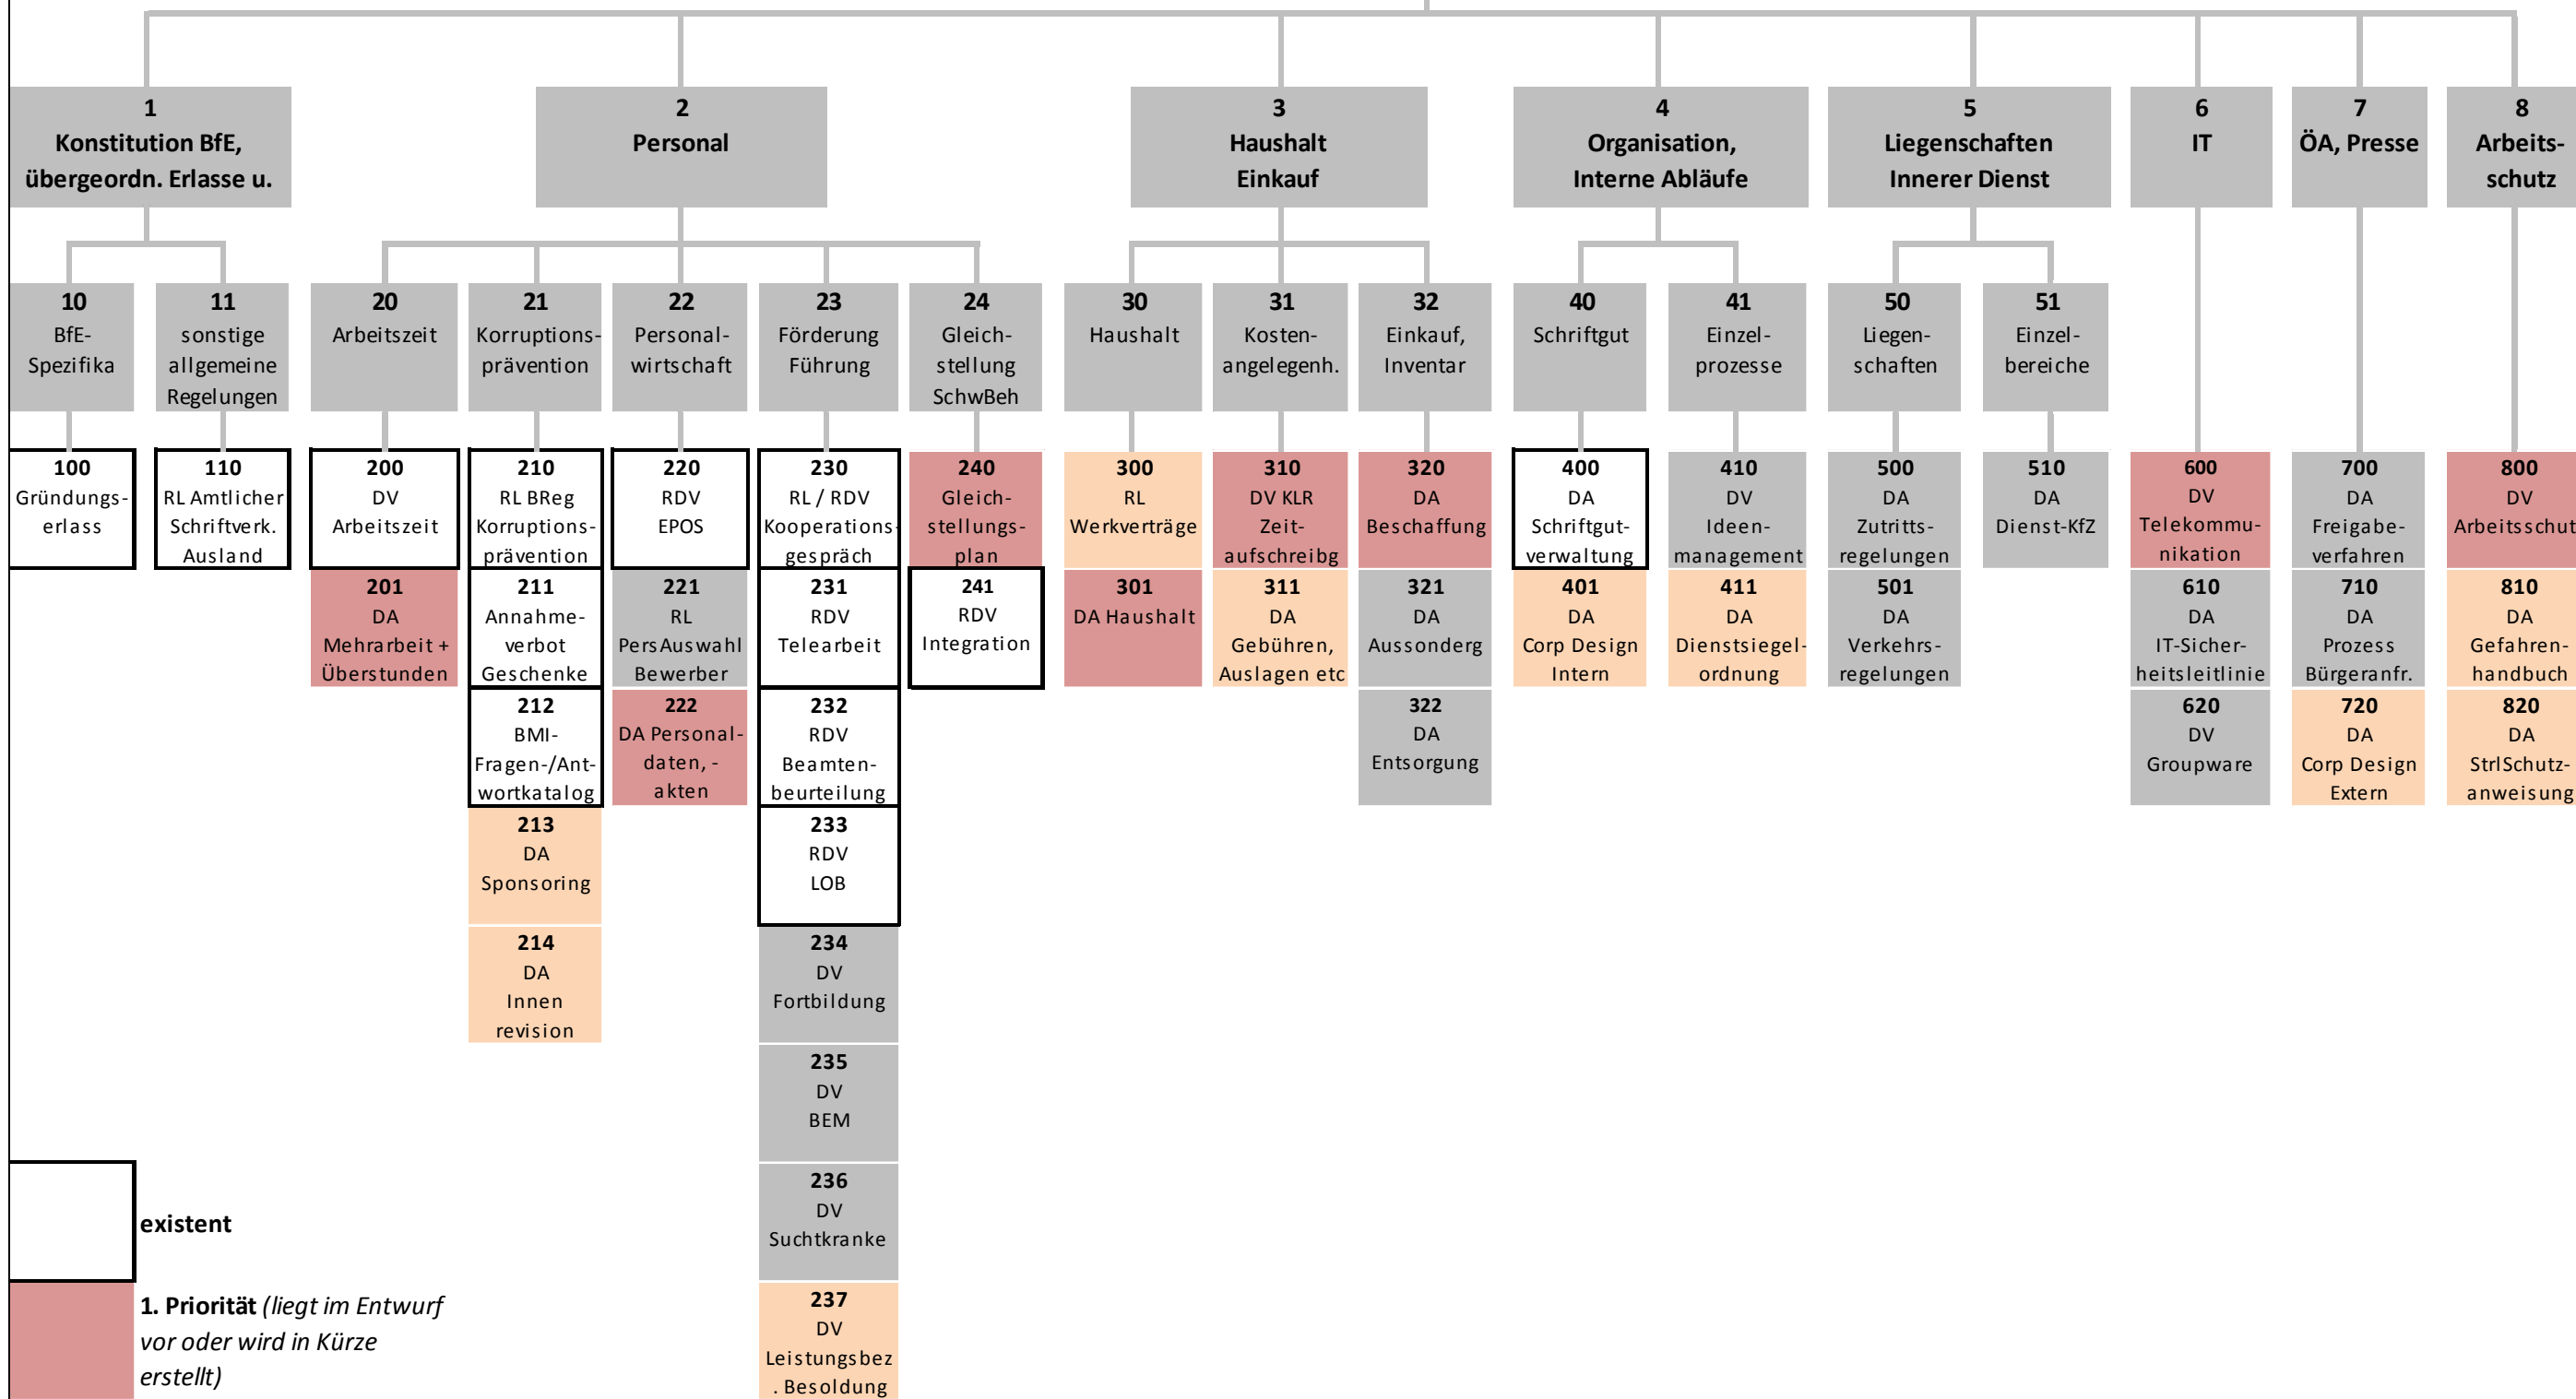 1
Konstitution BfE,
übergeordn. Erlasse u.
2
Personal
3
Haushalt
Einkauf
4
Organisation,
Interne Abläufe
5
Liegenschaften
Innerer Dienst
6
IT
7
ÖA, Presse
8
Arbeits-
schutz
10
BfE-
Spezifika
11
sonstige
allgemeine
Regelungen
20
Arbeitszeit
21
Korruptions-
prävention
22
Personal-
wirtschaft
23
Förderung
Führung
24
Gleich-
stellung
SchwBeh
30
Haushalt
31
Kosten-
angelegenh.
32
Einkauf,
Inventar
40
Schriftgut
41
Einzel-
prozesse
50
Liegen-
schaften
51
Einzel-
bereiche
100
Gründungs-
erlass
110
RL Amtlicher
Schriftverk.
Ausland
200
DV
Arbeitszeit
201
DA
Mehrarbeit +
Überstunden
210
RL BReg
Korruptions-
prävention
211
Annahme-
verbot
Geschenke
212
BMI-
Fragen-/Ant-
wortkatalog
213
DA
Sponsoring
214
DA
Innen
revision
220
RDV
EPOS
221
RL
PersAuswahl
Bewerber
222
DA Personal-
daten, -
akten
230
RL / RDV
Kooperations-
gespräch
231
RDV
Telearbeit
232
RDV
Beamten-
beurteilung
233
RDV
LOB
234
DV
Fortbildung
235
DV
BEM
236
DV
Suchtkranke
237
DV
Leistungsbez
. Besoldung
240
Gleich-
stellungs-
plan
241
RDV
Integration
300
RL
Werkverträge
301
DA Haushalt
310
DV KLR
Zeit-
aufschreibg
311
DA
Gebühren,
Auslagen etc
320
DA
Beschaffung
321
DA
Aussonderg
322
DA
Entsorgung
400
DA
Schriftgut-
verwaltung
401
DA
Corp Design
Intern
410
DV
Ideen-
management
411
DA
Dienstsiegel-
ordnung
500
DA
Zutritts-
regelungen
501
DA
Verkehrs-
regelungen
510
DA
Dienst-KfZ
600
DV
Telekommu-
nikation
610
DA
IT-Sicher-
heitsleitlinie
620
DV
Groupware
700
DA
Freigabe-
verfahren
710
DA
Prozess
Bürgeranfr.
720
DA
Corp Design
Extern
800
DV
Arbeitsschut
810
DA
Gefahren-
handbuch
820
DA
StrlSchutz-
anweisung
existent
1. Priorität (liegt im Entwurf
vor oder wird in Kürze
erstellt)